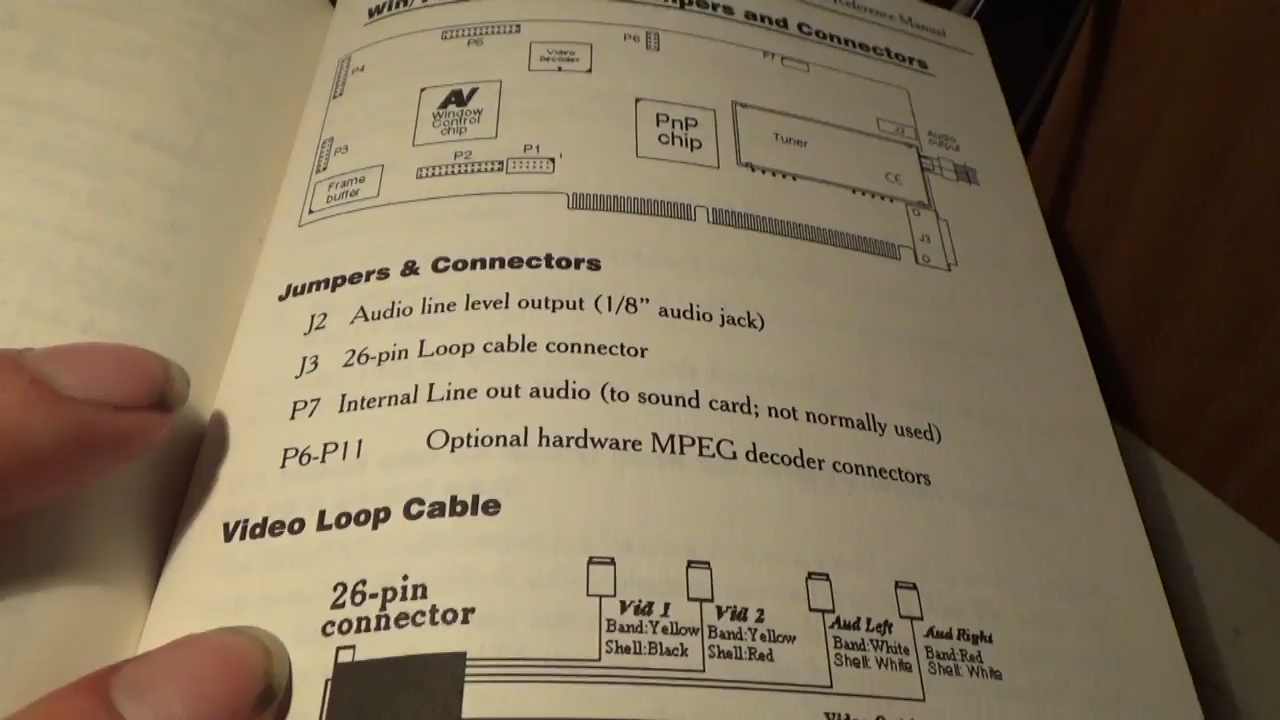 Reference Manual
Jumpers and Connectors
P5
P6
P7
P4
Video
Decoder
AV
Window
Control
chip
PnP
chip
Tuner
CE
J2
Audio
output
P3
P2
P1
Frame
buffer
J3
Jumpers & Connectors
J2 Audio line level output (1/8” audio jack)
J3 26-pin Loop cable connector
P7 Internal Line out audio (to sound card; not normally used)
P6-P11 Optional hardware MPEG decoder connectors
Video Loop Cable
26-pin
connector
Vid 1
Band:Yellow
Shell:Black
Vid 2
Band:Yellow
Shell:Red
Aud Left
Band:White
Shell: White
Aud Right
Band:Red
Shell: White